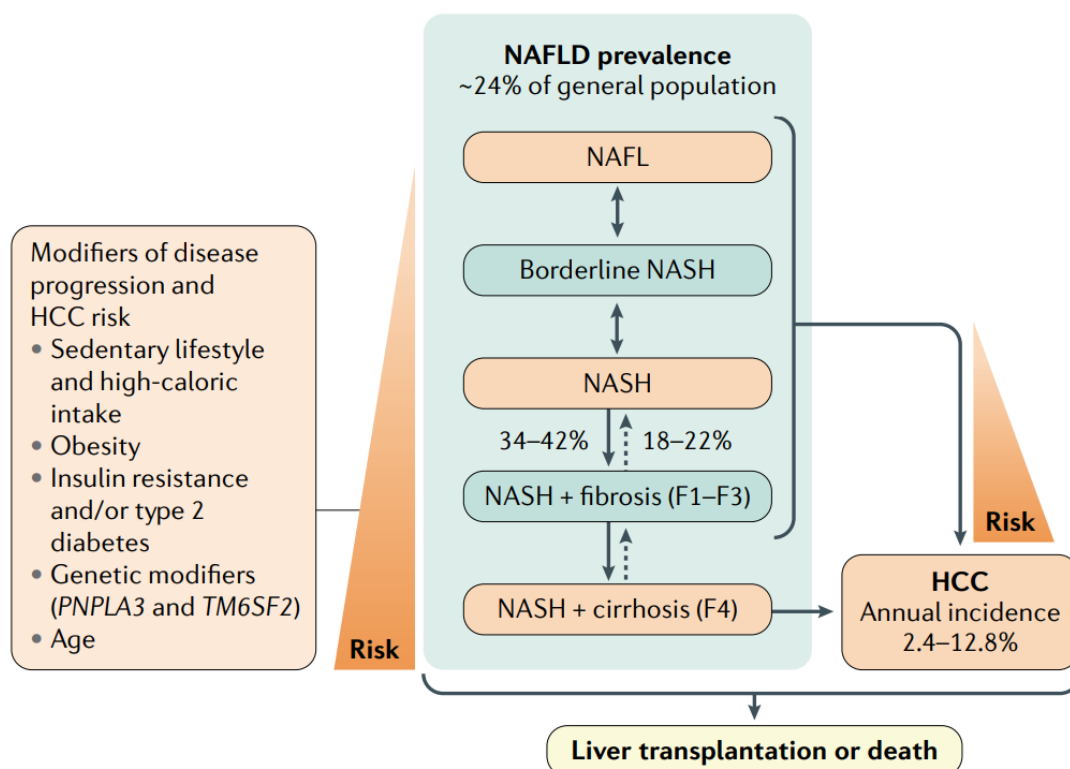 NAFLD prevalence
~24% of general population
NAFL
Borderline NASH
NASH
34–42%
18–22%
NASH + fibrosis (F1–F3)
NASH + cirrhosis (F4)
Modifiers of disease
progression and
HCC risk
• Sedentary lifestyle
and high-caloric
intake
• Obesity
• Insulin resistance
and/or type 2
diabetes
• Genetic modifiers
(PNPLA3 and TM6SF2)
• Age
Risk
Risk
HCC
Annual incidence
2.4–12.8%
Liver transplantation or death